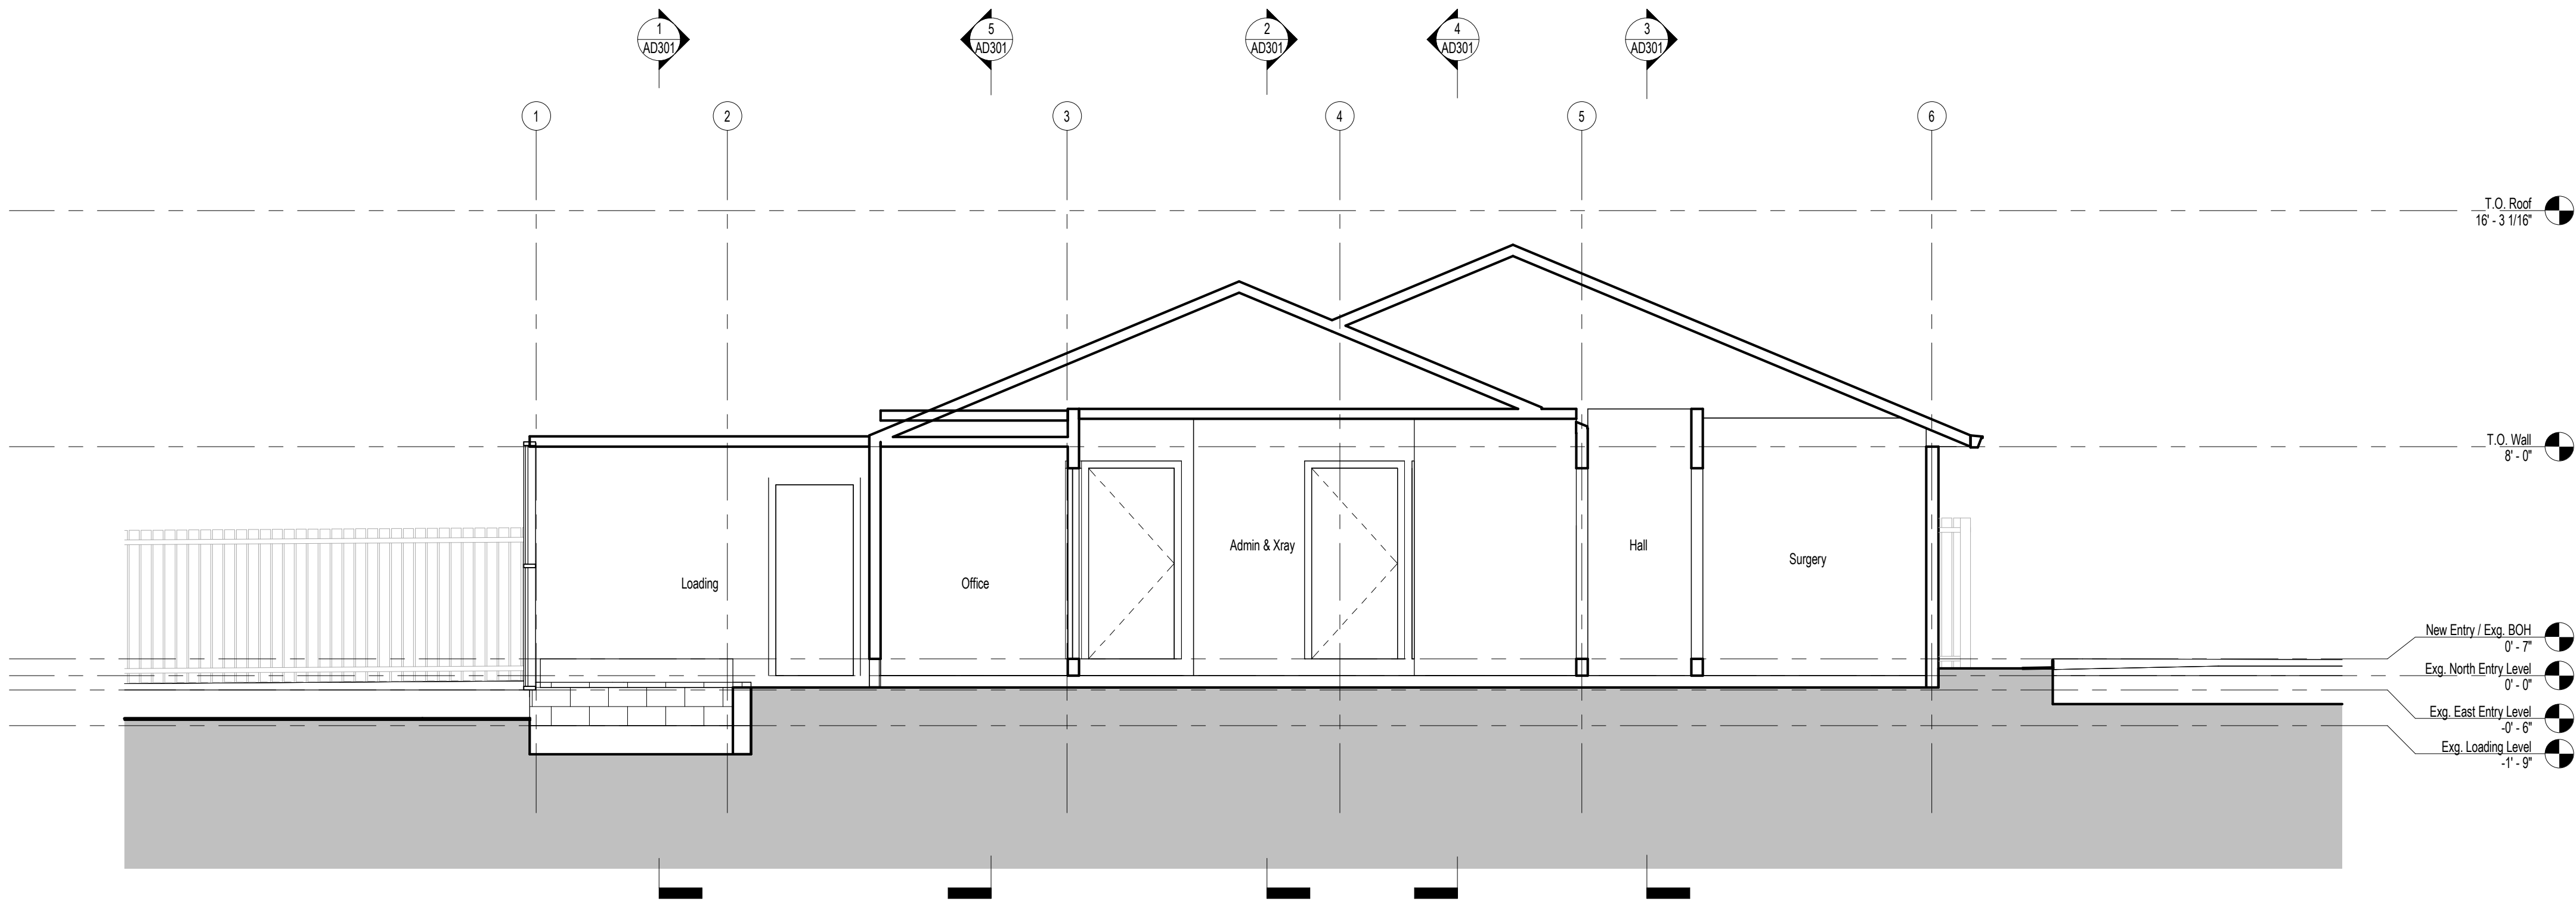 1
AD301
5
AD301
2
AD301
4
AD301
3
AD301
1
2
3
4
5
6
T.O. Roof
16' - 3 1/16"
T.O. Wall
8' - 0"
Admin & Xray
Hall
Surgery
Loading
Office
New Entry / Exg. BOH
0' - 7"
Exg. North Entry Level
0' - 0"
Exg. East Entry Level
-0' - 6"
Exg. Loading Level
-1' - 9"